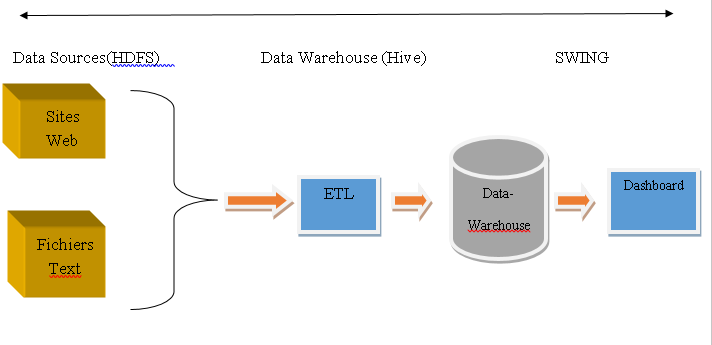 Data Sources(HDFS)
Data Warehouse (Hive)
SWING
Sites
Web
Fichiers
Text
ETL
Data-
Warehouse
Dashboard